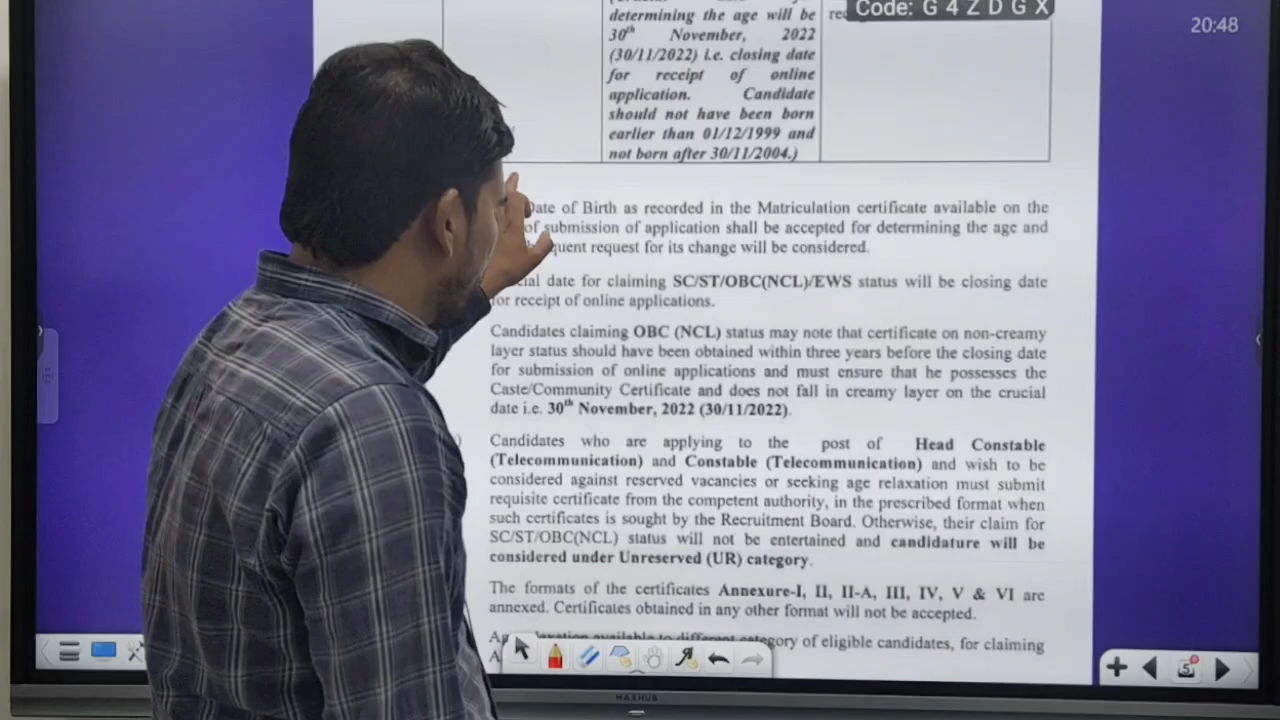 Code: G 4 Z D G X
20:48
determining the age will be
30th November, 2022
(30/11/2022) i.e. closing date
for receipt of online
application. Candidate
should not have been born
earlier than 01/12/1999 and
not born after 30/11/2004.)
Date of Birth as recorded in the Matriculation certificate available on the
of submission of application shall be accepted for determining the age and
request for its change will be considered.
date for claiming SC/ST/OBC(NCL)/EWS status will be closing date
for receipt of online applications.
Candidates claiming OBC (NCL) status may note that certificate on non-creamy
layer status should have been obtained within three years before the closing date
for submission of online applications and must ensure that he possesses the
Caste/Community Certificate and does not fall in creamy layer on the crucial
date i.e. 30th November, 2022 (30/11/2022).
Candidates who are applying to the post of Head Constable
(Telecommunication) and Constable (Telecommunication) and wish to be
considered against reserved vacancies or seeking age relaxation must submit
requisite certificate from the competent authority, in the prescribed format when
such certificates is sought by the Recruitment Board. Otherwise, their claim for
SC/ST/OBC(NCL) status will not be entertained and candidature will be
considered under Unreserved (UR) category.
The formats of the certificates Annexure-I, II, II-A, III, IV, V & VI are
annexed. Certificates obtained in any other format will not be accepted.
available to different category of eligible candidates, for claiming
5
MAXHUB